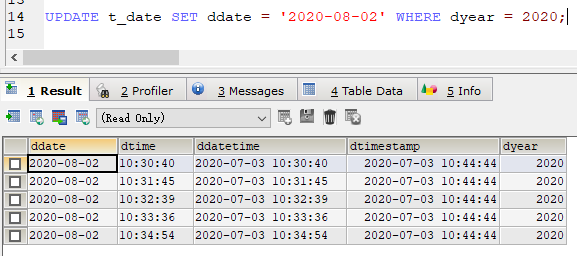 14 UPDATE t_date SET ddate = '2020-08-02' WHERE dyear = 2020;
15
1 Result 2 Profiler 3 Messages 4 Table Data 5 Info
(Read Only)
ddate dtime ddatetime dtimestamp dyear
2020-08-02 10:30:40 2020-07-03 10:30:40 2020-07-03 10:44:44 2020
2020-08-02 10:31:45 2020-07-03 10:31:45 2020-07-03 10:44:44 2020
2020-08-02 10:32:39 2020-07-03 10:32:39 2020-07-03 10:44:44 2020
2020-08-02 10:33:36 2020-07-03 10:33:36 2020-07-03 10:44:44 2020
2020-08-02 10:34:54 2020-07-03 10:34:54 2020-07-03 10:44:44 2020